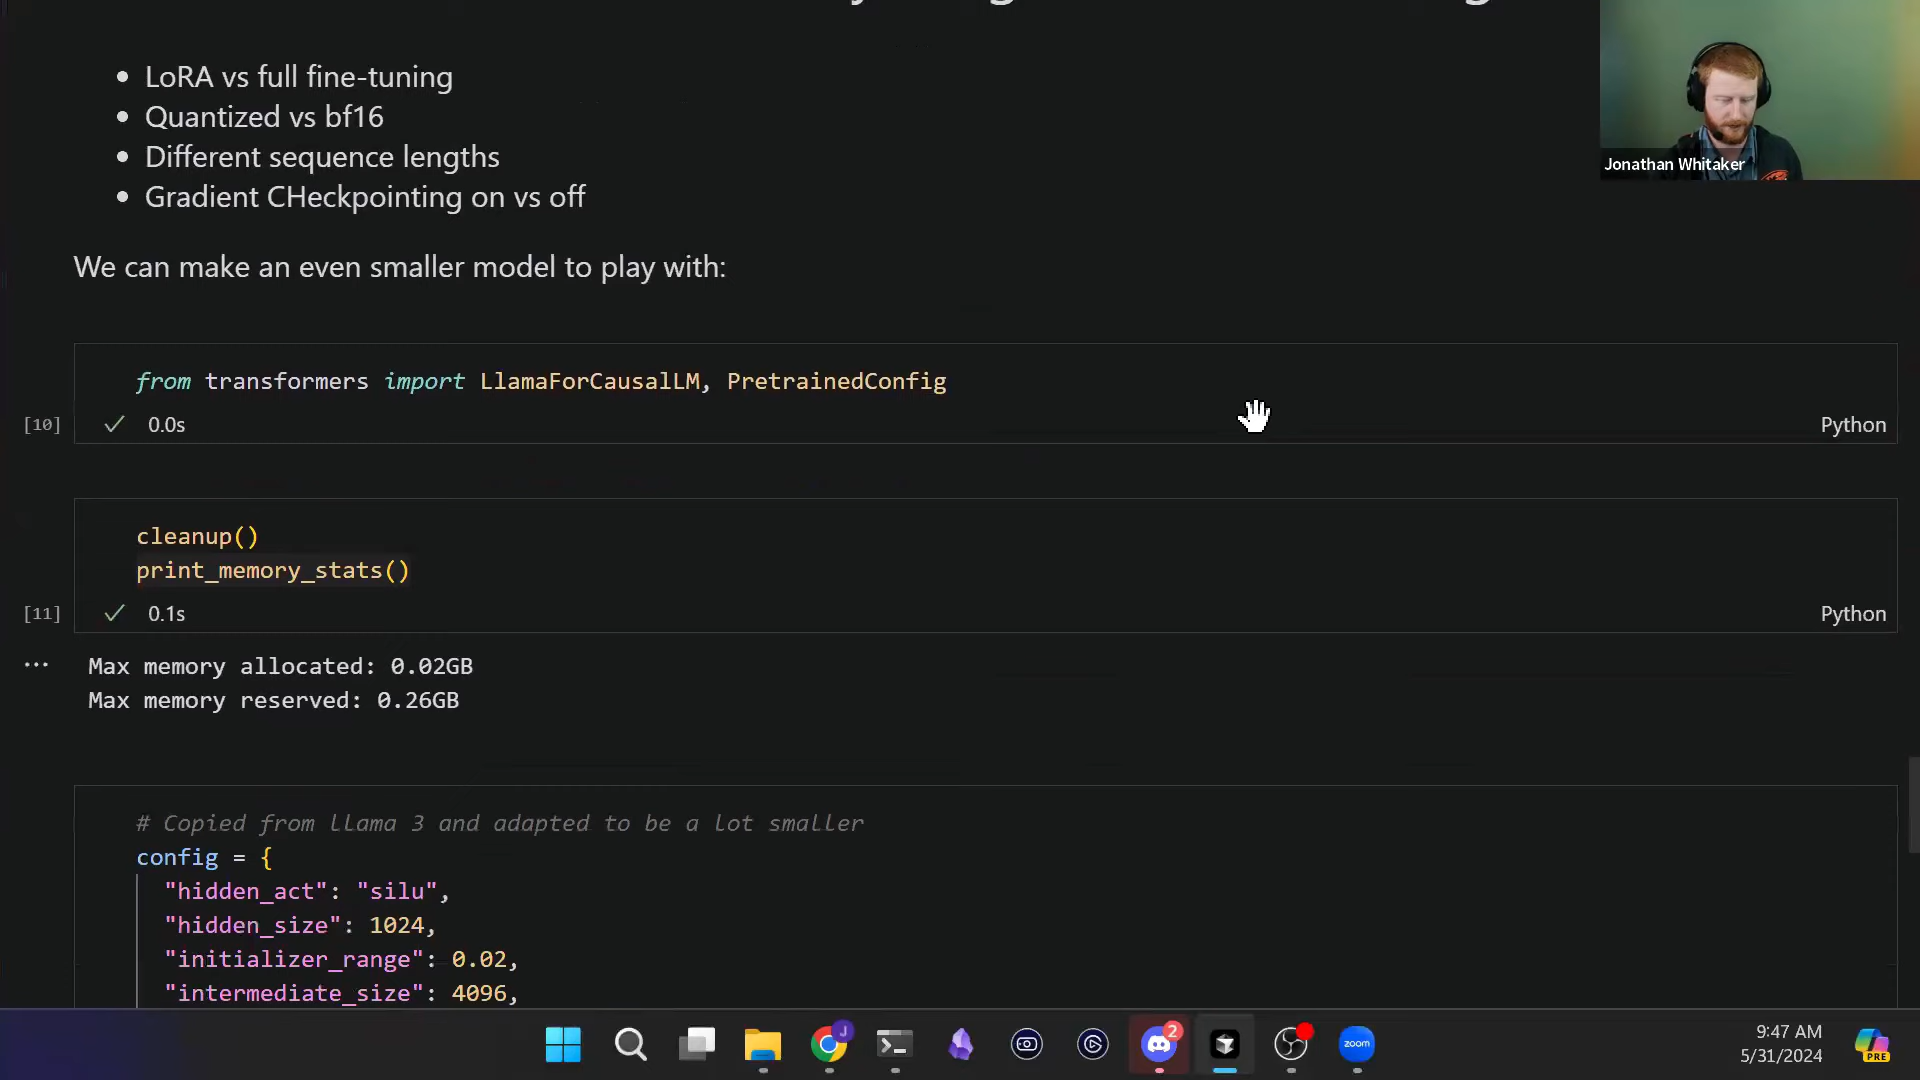 • LoRA vs full fine-tuning
• Quantized vs bf16
• Different sequence lengths
• Gradient CHeckpointing on vs off
Jonathan Whitaker
We can make an even smaller model to play with:
from transformers import LlamaForCausalLM, PretrainedConfig
[10] ✓ 0.0s Python
cleanup()
print_memory_stats()
[11] ✓ 0.1s Python
... Max memory allocated: 0.02GB
Max memory reserved: 0.26GB
# Copied from llama 3 and adapted to be a lot smaller
config = {
"hidden_act": "silu",
"hidden_size": 1024,
"initializer_range": 0.02,
"intermediate_size": 4096,
J
2
zoom
9:47 AM
5/31/2024
PRE